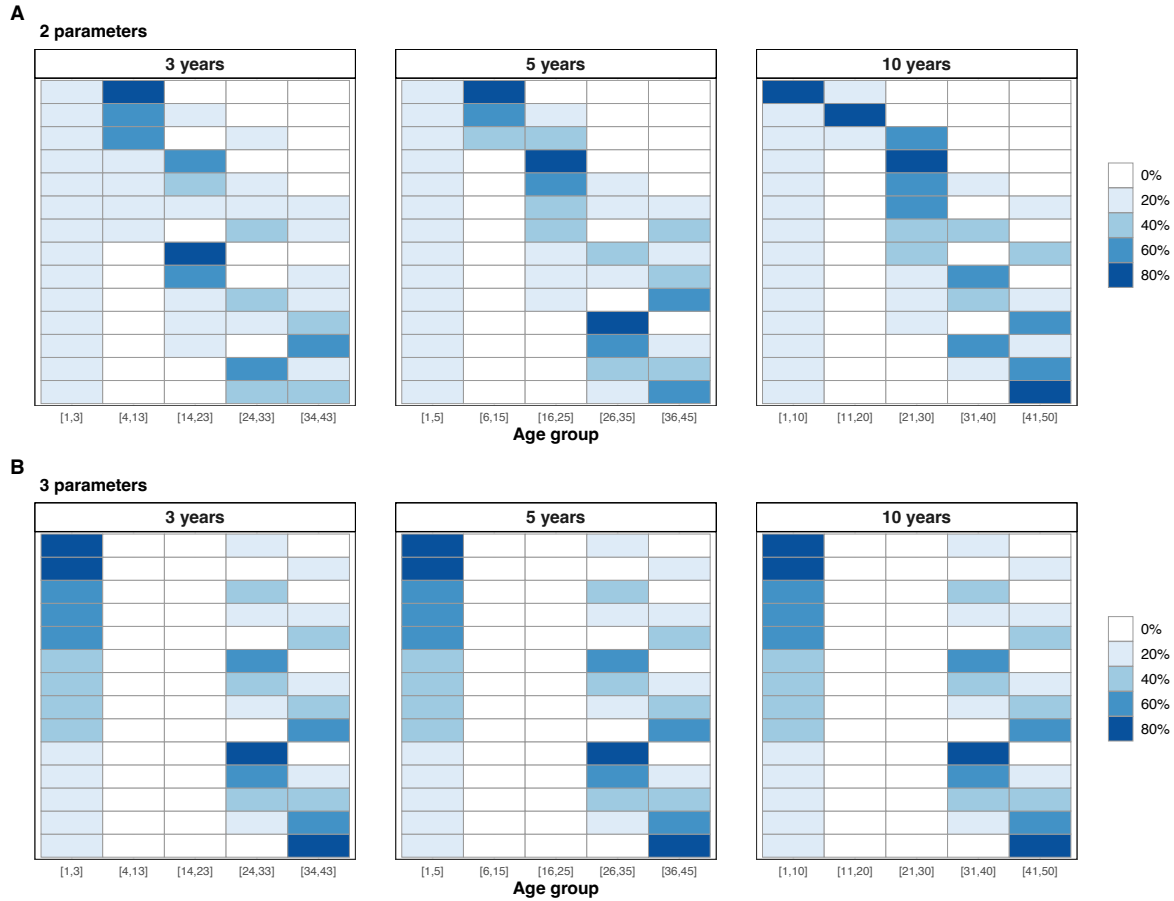 A
2 parameters
3 years
5 years
10 years
0%
20%
40%
60%
80%
[1,3] [4,13] [14,23] [24,33] [34,43]
[1,5] [6,15] [16,25] [26,35] [36,45]
[1,10] [11,20] [21,30] [31,40] [41,50]
Age group
B
3 parameters
3 years
5 years
10 years
0%
20%
40%
60%
80%
[1,3] [4,13] [14,23] [24,33] [34,43]
[1,5] [6,15] [16,25] [26,35] [36,45]
[1,10] [11,20] [21,30] [31,40] [41,50]
Age group